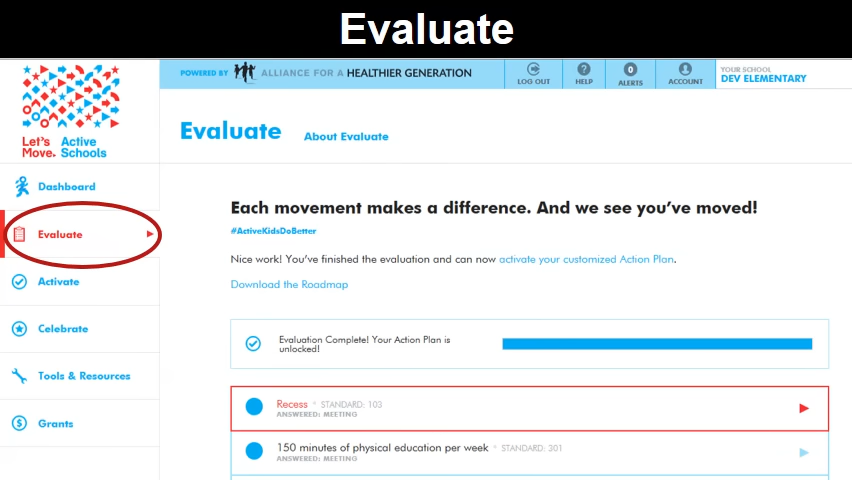 Evaluate
POWERED BY ALLIANCE FOR A HEALTHIER GENERATION
LOG OUT
HELP
0
ALERTS
ACCOUNT
YOUR SCHOOL
DEV ELEMENTARY
Let's Active
Move. Schools
Evaluate About Evaluate
Dashboard
Evaluate
Activate
Celebrate
Tools & Resources
Grants
Each movement makes a difference. And we see you've moved!
#ActiveKidsDoBetter
Nice work! You've finished the evaluation and can now activate your customized Action Plan.
Download the Roadmap
Evaluation Complete! Your Action Plan is
unlocked!
Recess * STANDARD: 103
ANSWERED: MEETING
150 minutes of physical education per week * STANDARD: 301
ANSWERED: MEETING